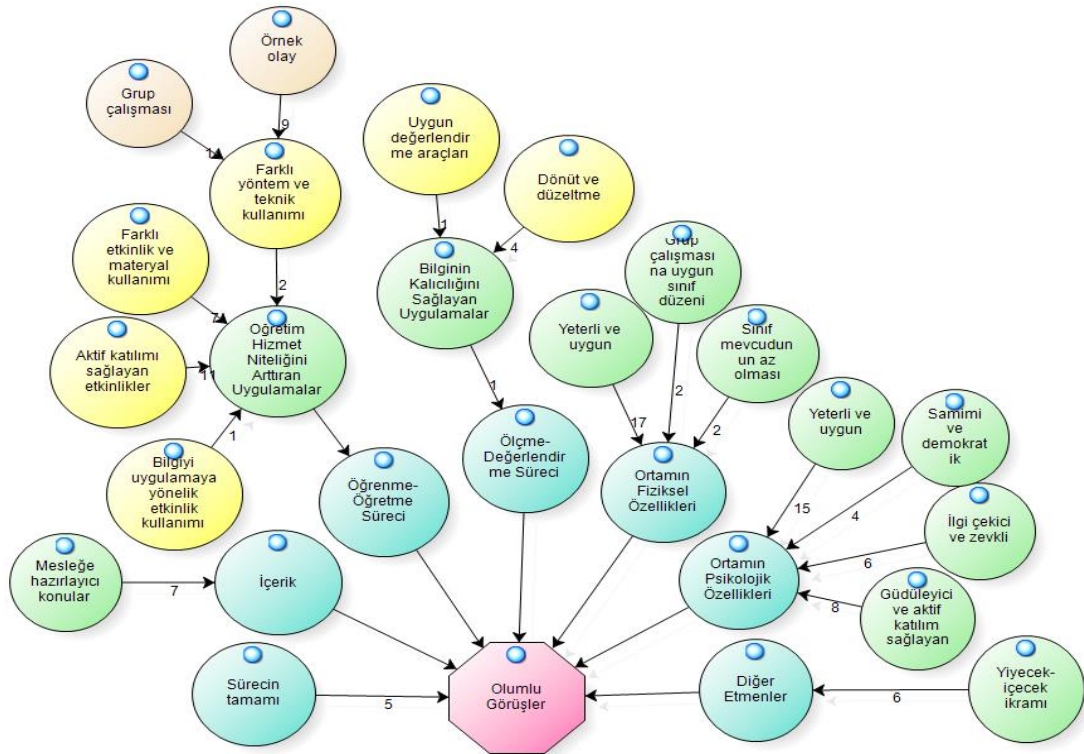 Örnek
olay
Grup
çalışması
9
1
Uygun
değerlendir
me araçları
Farklı
yöntem ve
teknik
kullanımı
Dönüt ve
düzeltme
Farklı
etkinlik ve
materyal
kullanımı
1
4
Grup
çalışması
na uygun
sınıf
düzeni
Bilginin
Kalıcılığını
Sağlayan
Uygulamalar
2
7
Öğretim
Hizmet
Niteliğini
Arttıran
Uygulamalar
Yeterli ve
uygun
Sınıf
mevcudun
un az
olması
Aktif katılımı
sağlayan
etkinlikler
11
1
2
17
2
Yeterli ve
uygun
Samimi
ve
demokrat
ik
1
Bilgiyi
uygulamaya
yönelik
etkinlik
kullanımı
Öğrenme-
Öğretme
Süreci
Ölçme-
Değerlendir
me Süreci
Ortamın
Fiziksel
Özellikleri
15
4
İlgi çekici
ve zevkli
6
Mesleğe
hazırlayıcı
konular
7
İçerik
Ortamın
Psikolojik
Özellikleri
8
Güdüleyici
ve aktif
katılım
sağlayan
Sürecin
tamamı
5
Olumlu
Görüşler
Diğer
Etmenler
6
Yiyecek-
içecek
ikramı